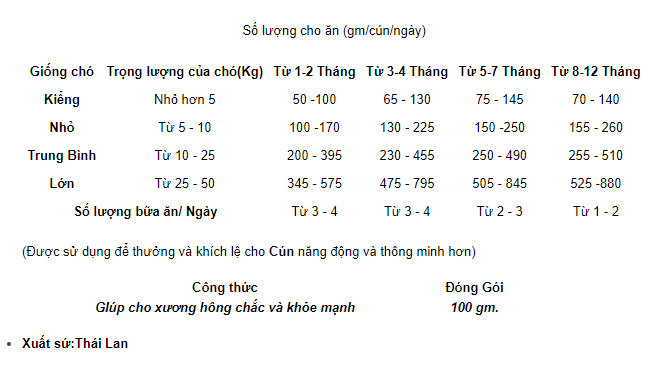 Số lượng cho ăn (gm/cún/ngày)
Giống chó Trọng lượng của chó(Kg) Từ 1-2 Tháng Từ 3-4 Tháng Từ 5-7 Tháng Từ 8-12 Tháng
Kiểng Nhỏ hơn 5 50 -100 65 - 130 75 - 145 70 - 140
Nhỏ Từ 5 - 10 100 -170 130 - 225 150 -250 155 - 260
Trung Bình Từ 10 - 25 200 - 395 230 - 455 250 - 490 255 - 510
Lớn Từ 25 - 50 345 - 575 475 - 795 505 - 845 525 -880
Số lượng bữa ăn/ Ngày Từ 3 - 4 Từ 3 - 4 Từ 2 - 3 Từ 1 - 2
(Được sử dụng để thưởng và khích lệ cho Cún năng động và thông minh hơn)
Công thức Đóng Gói
Giúp cho xương hông chắc và khỏe mạnh 100 gm.
• Xuất sứ:Thái Lan